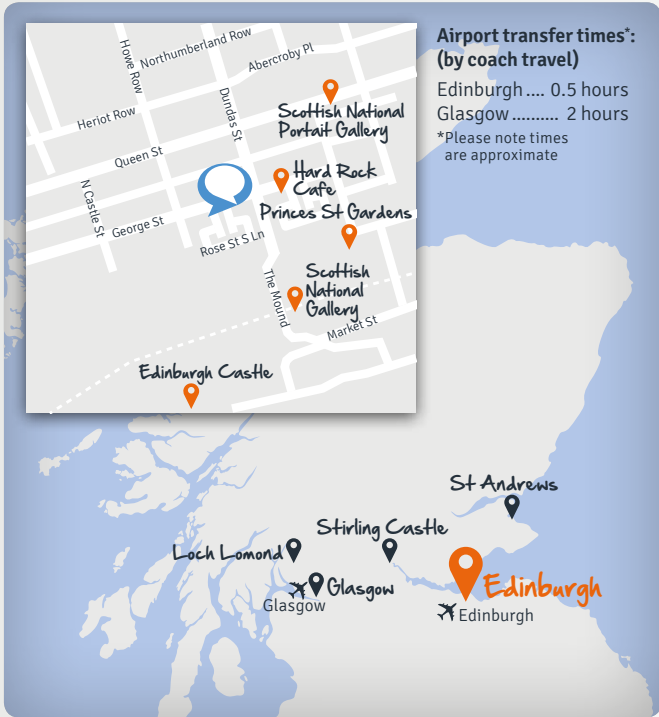 Airport transfer times*:
(by coach travel)
Edinburgh .... 0.5 hours
Glasgow .......... 2 hours
*Please note times
are approximate
Howe Row
Northumberland Row
Abercroby Pl
Heriot Row
Dundas St
Scottish National
Portait Gallery
Queen St
Hard Rock
Cafe
N Castle St
Princes St Gardens
George St
Rose St S Ln
The Mound
Scottish
National
Gallery
Market St
Edinburgh Castle
St Andrews
Stirling Castle
Loch Lomond
Glasgow
Glasgow
Edinburgh
Edinburgh